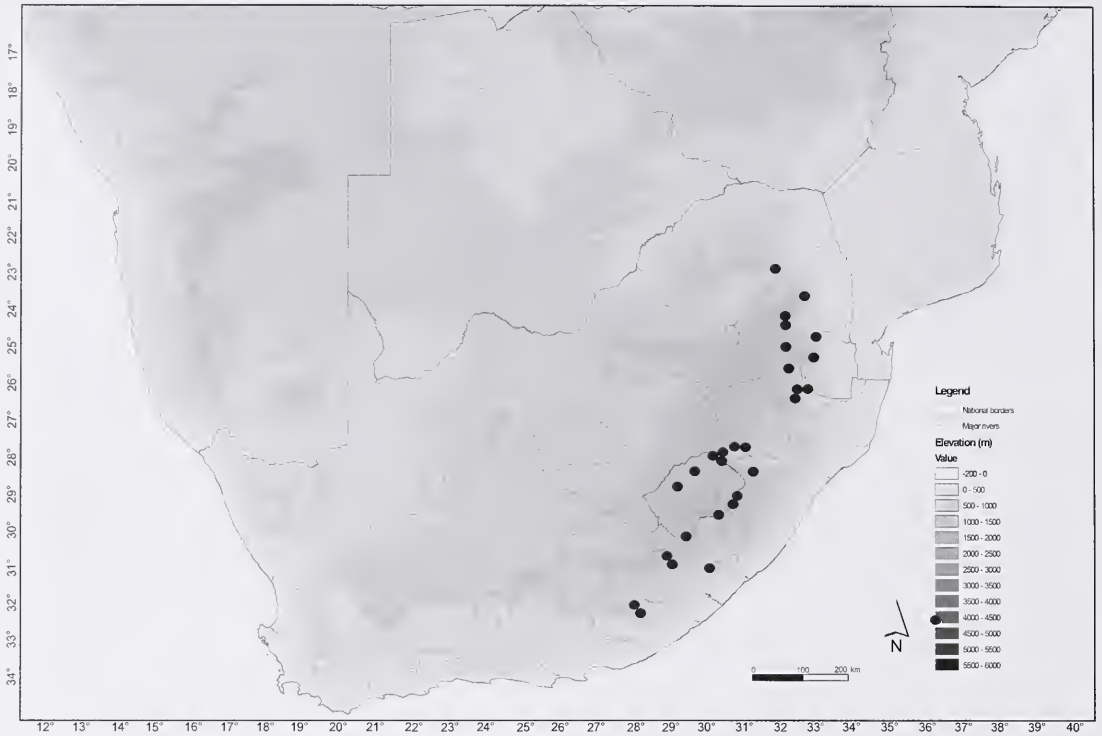 17°
18°
19°
20°
21°
22°
23°
24°
25°
26°
27°
28°
29°
30°
31°
32°
33°
34°
Legend
National borders
Major rivers
Elevation (m)
Value
-200 - 0
0 - 500
500 - 1000
1000 - 1500
1500 - 2000
2000 - 2500
2500 - 3000
3000 - 3500
3500 - 4000
4000 - 4500
4500 - 5000
5000 - 5500
5500 - 6000
N
0 100 200 km
12° 13° 14° 15° 16° 17° 18° 19° 20° 21° 22° 23° 24° 25° 26° 27° 28° 29° 30° 31° 32° 34° 33° 35° 36° 37° 38° 39° 40°